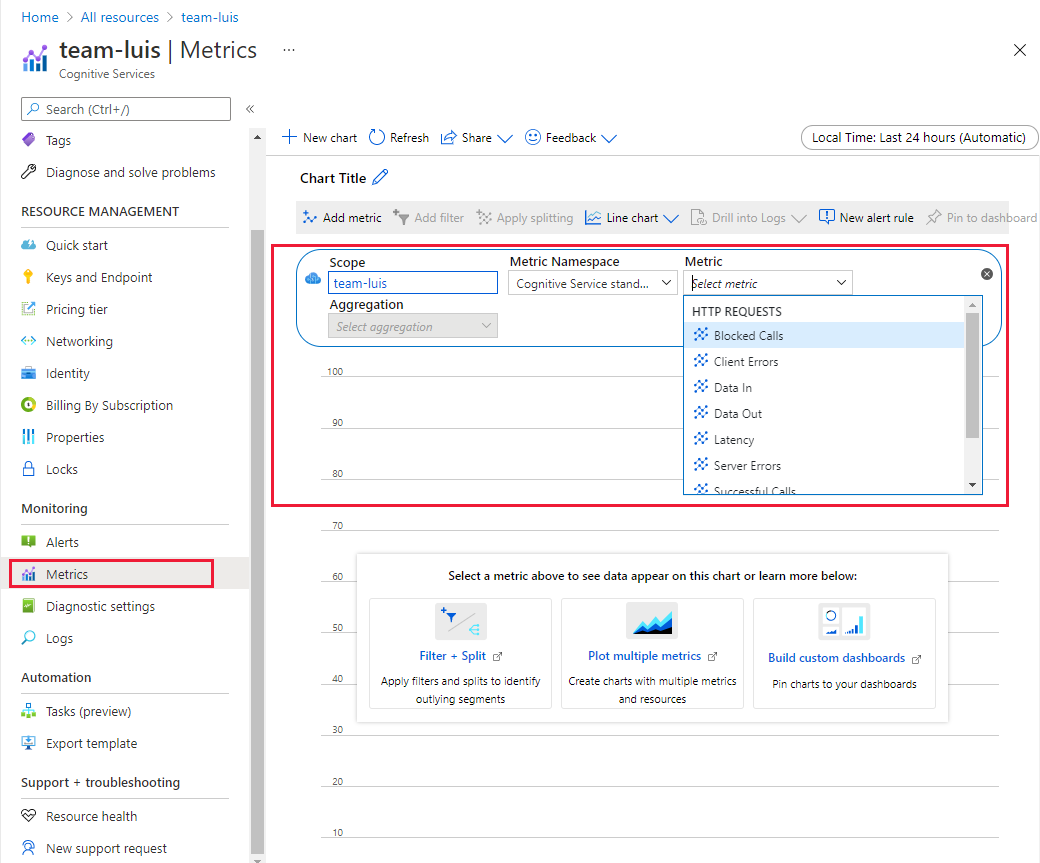 Home > All resources > team-luis
team-luis | Metrics ...
Cognitive Services
Search (Ctrl+/)
«
Tags
Diagnose and solve problems
RESOURCE MANAGEMENT
Quick start
Keys and Endpoint
Pricing tier
Networking
Identity
Billing By Subscription
Properties
Locks
Monitoring
Alerts
Metrics
Diagnostic settings
Logs
Automation
Tasks (preview)
Export template
Support + troubleshooting
Resource health
New support request
New chart Refresh Share Feedback
Local Time: Last 24 hours (Automatic)
Chart Title
Add metric Add filter Apply splitting Line chart Drill into Logs New alert rule Pin to dashboard
Scope
team-luis
Metric Namespace
Cognitive Service stand...
Metric
Select metric
Aggregation
Select aggregation
HTTP REQUESTS
Blocked Calls
Client Errors
Data In
Data Out
Latency
Server Errors
Successful Calls
100
90
80
70
60
50
40
30
20
10
Select a metric above to see data appear on this chart or learn more below:
Filter + Split
Apply filters and splits to identify
outlying segments
Plot multiple metrics
Create charts with multiple metrics
and resources
Build custom dashboards
Pin charts to your dashboards